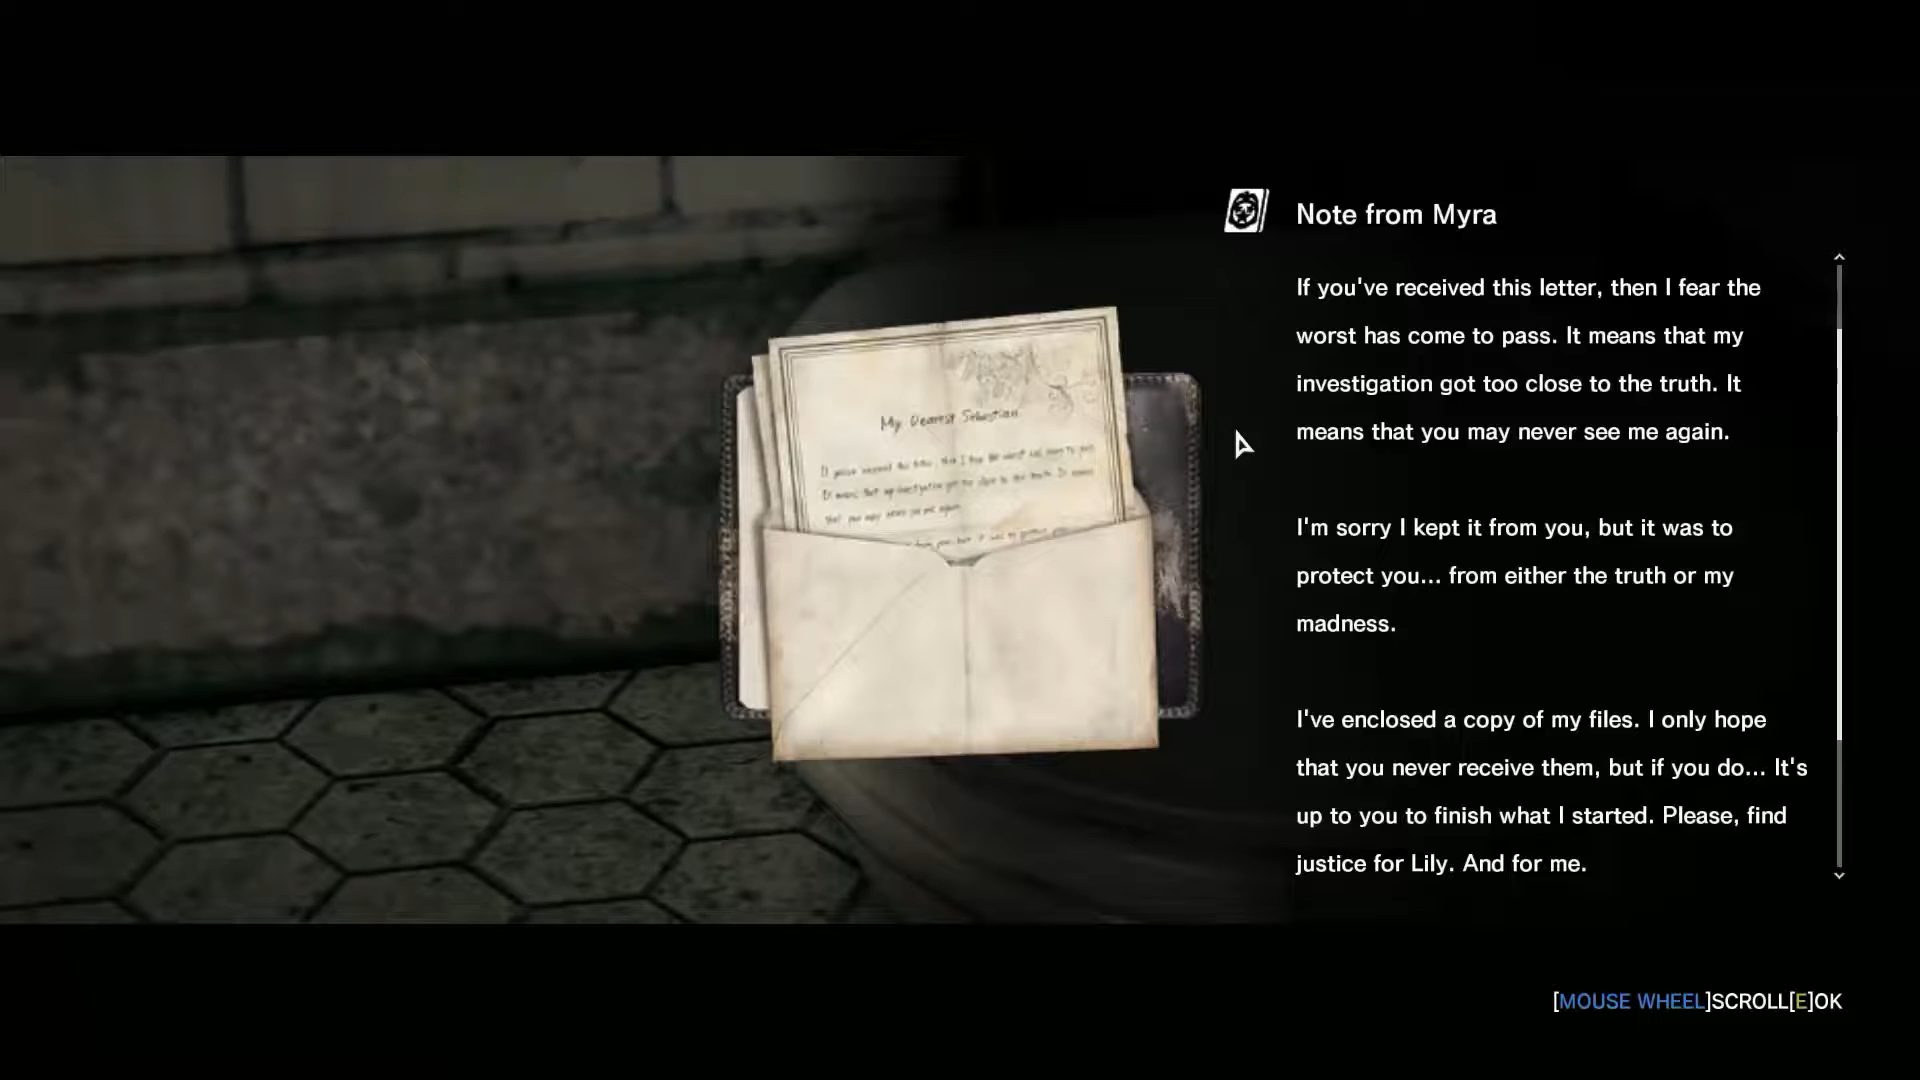 Note from Myra
If you've received this letter, then I fear the
worst has come to pass. It means that my
investigation got too close to the truth. It
means that you may never see me again.
I'm sorry I kept it from you, but it was to
protect you... from either the truth or my
madness.
I've enclosed a copy of my files. I only hope
that you never receive them, but if you do... It's
up to you to finish what I started. Please, find
justice for Lily. And for me.
My Dearest Sebastian
[MOUSE WHEEL]SCROLL[E]OK